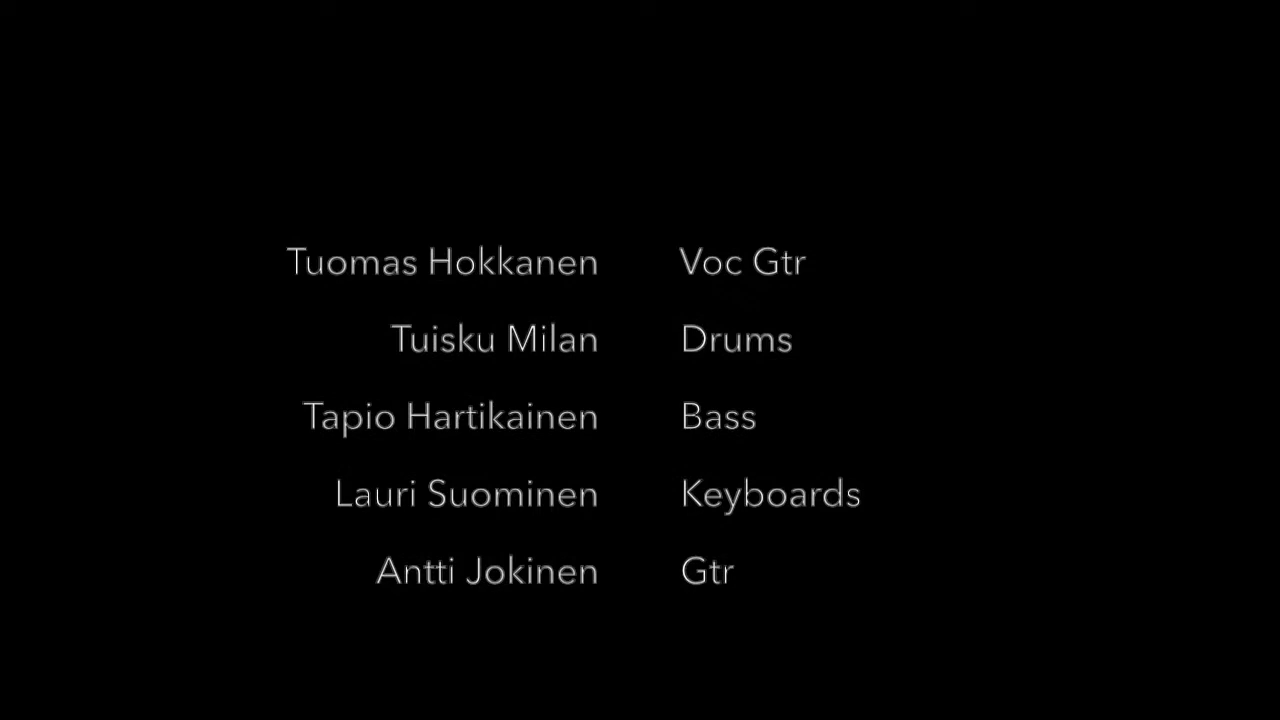 Tuomas Hokkanen Voc Gtr
Tuisku Milan Drums
Tapio Hartikainen Bass
Lauri Suominen Keyboards
Antti Jokinen Gtr